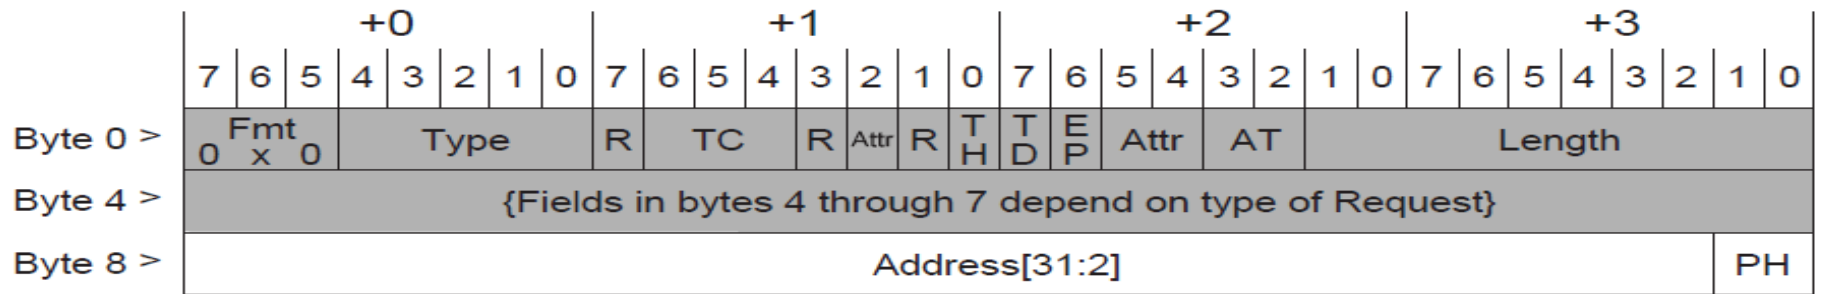 +0 +1 +2 +3
7 6 5 4 3 2 1 0 7 6 5 4 3 2 1 0 7 6 5 4 3 2 1 0 7 6 5 4 3 2 1 0
Byte 0 > Fmt 0 x 0 Type R TC R Attr R TH TD EP Attr AT Length
Byte 4 > {Fields in bytes 4 through 7 depend on type of Request}
Byte 8 > Address[31:2] PH